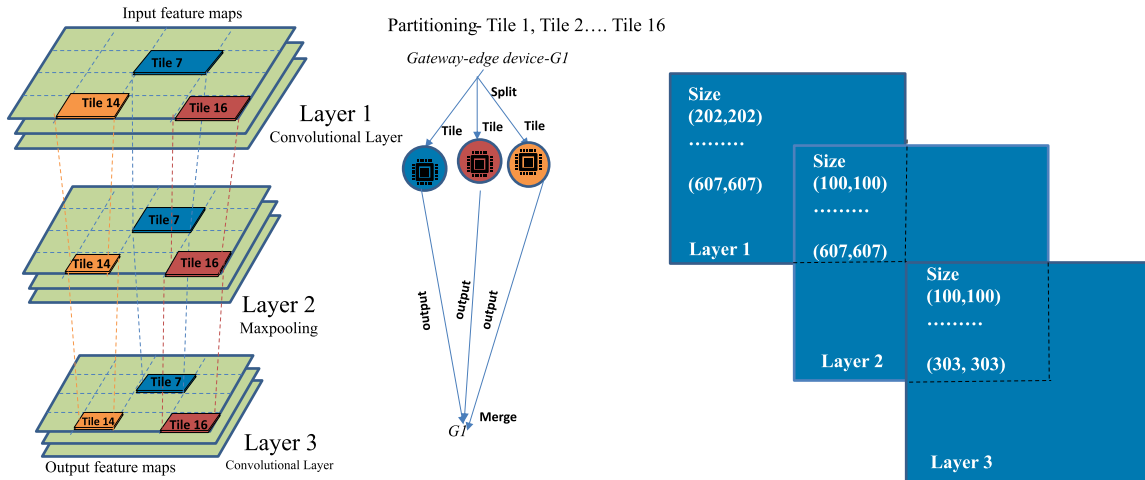 Input feature maps
Tile 7
Tile 14
Tile 16
Layer 1
Convolutional Layer
Tile 7
Tile 14
Tile 16
Layer 2
Maxpooling
Tile 7
Tile 14
Tile 16
Layer 3
Output feature maps
Convolutional Layer
Partitioning- Tile 1, Tile 2.... Tile 16
Gateway-edge device-G1
Split
Tile
Tile
Tile
output
output
output
Merge
G1
Size
(202,202)
.........
(607,607)
Layer 1
Size
(100,100)
.........
(607,607)
Layer 2
Size
(100,100)
.........
(303, 303)
Layer 3